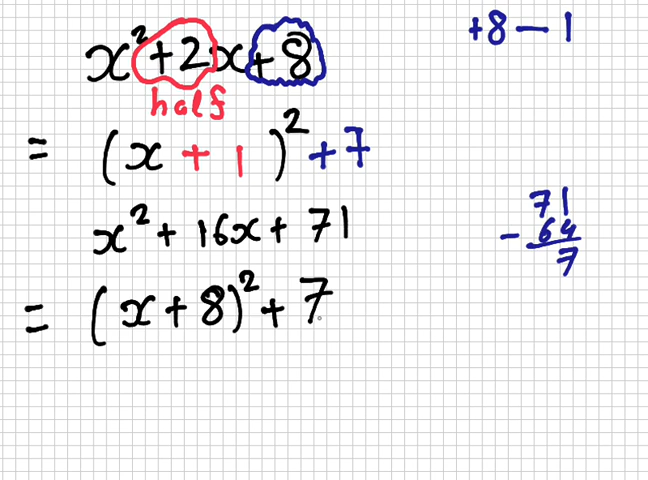 x² +2x +8
half
= (x + 1)² +7
x² + 16x + 71
= (x + 8)² + 7
+8 — 1
71
- 64
7